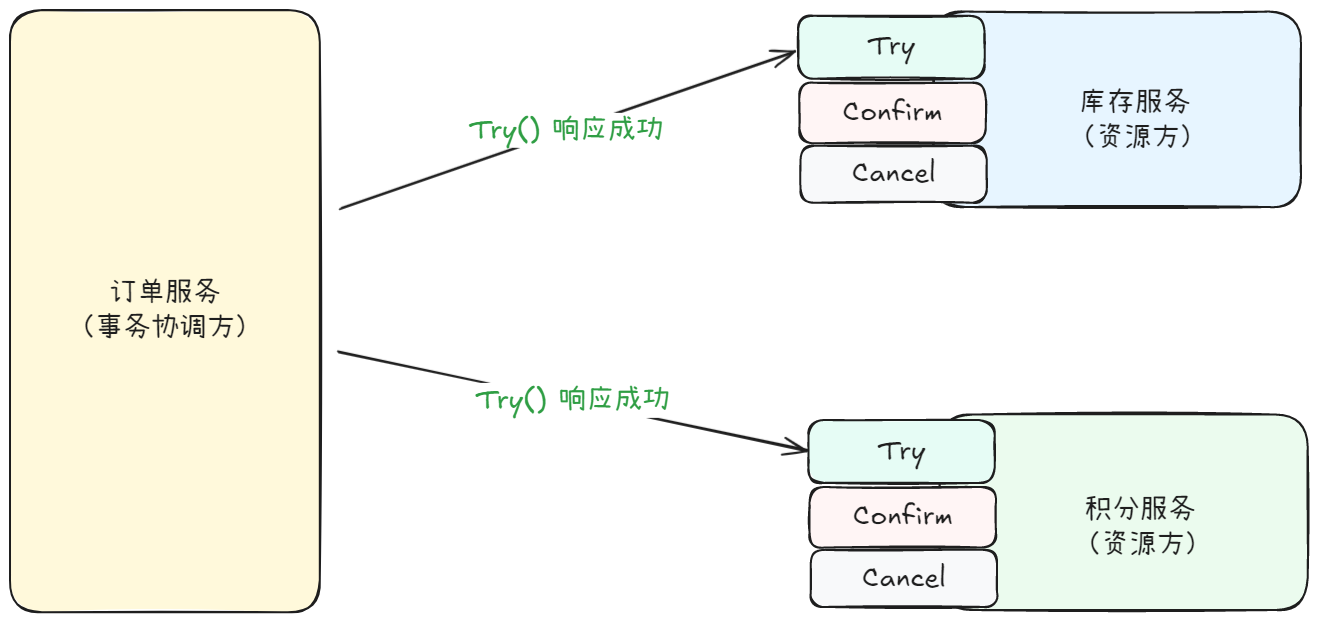 订单服务
（事务协调方）
Try() 响应成功
Try
Confirm
Cancel
库存服务
（资源方）
Try() 响应成功
Try
Confirm
Cancel
积分服务
（资源方）